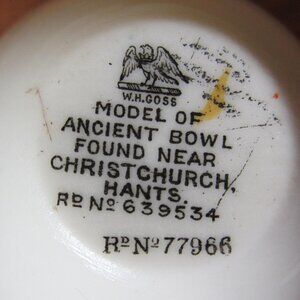 W.H.GOSS
MODEL OF
ANCIENT BOWL
FOUND NEAR
CHRISTCHURCH,
HANTS.
RD. No 639534
RD. No 77966